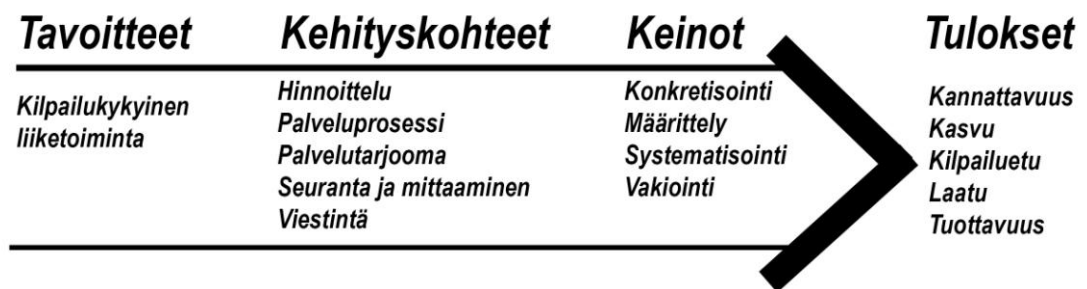 Tavoitteet
Kilpailukykyinen
liiketoiminta
Kehityskohteet
Hinnoittelu
Palveluprosessi
Palvelutarjooma
Seuranta ja mittaaminen
Viestintä
Keinot
Konkretisointi
Määrittely
Systematisointi
Vakiointi
Tulokset
Kannattavuus
Kasvu
Kilpailuetu
Laatu
Tuottavuus